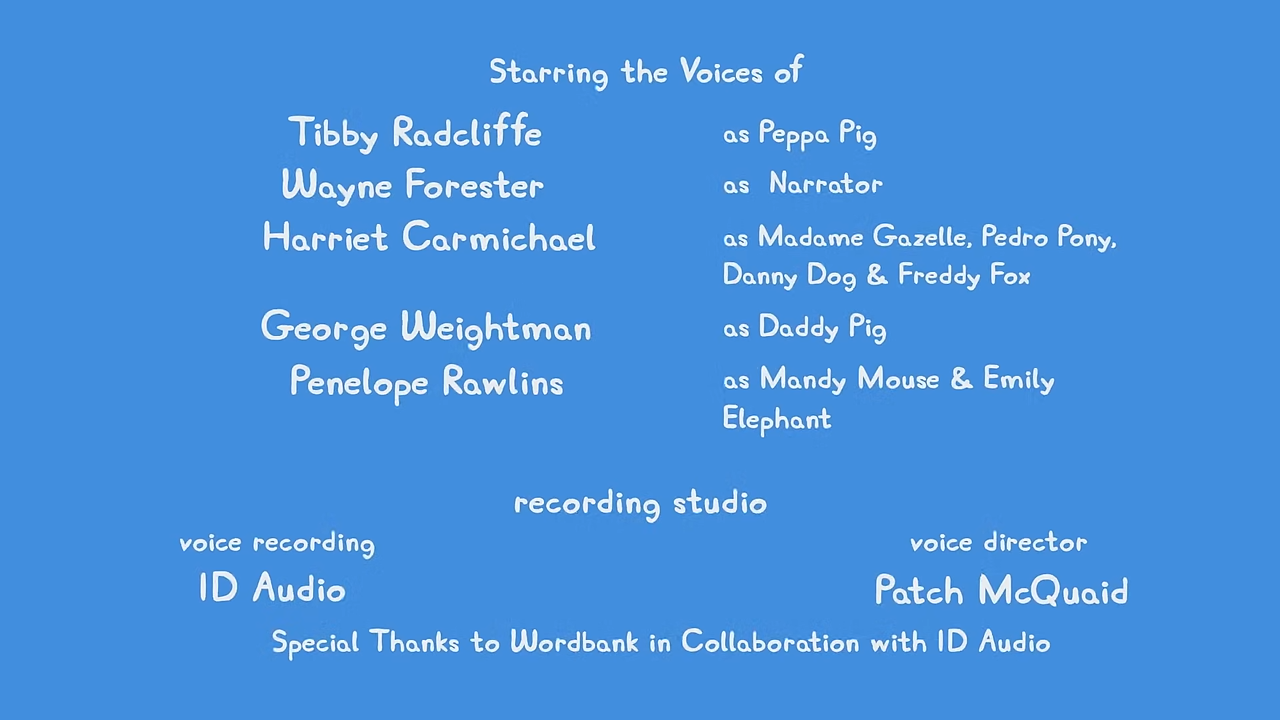 Starring the Voices of
Tibby Radcliffe as Peppa Pig
Wayne Forester as Narrator
Harriet Carmichael as Madame Gazelle, Pedro Pony,
Danny Dog & Freddy Fox
George Weightman as Daddy Pig
Penelope Rawlins as Mandy Mouse & Emily
Elephant
recording studio
voice recording voice director
ID Audio Patch McQuaid
Special Thanks to Wordbank in Collaboration with ID Audio